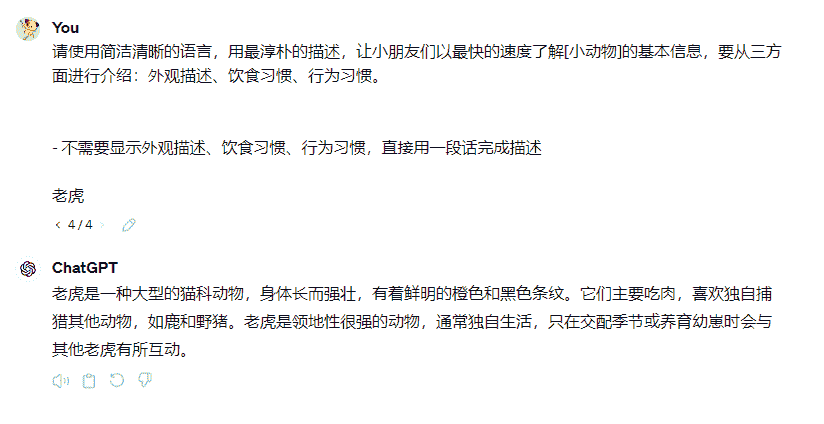 You
请使用简洁清晰的语言，用最淳朴的描述，让小朋友们以最快的速度了解[小动物]的基本信息，要从三方
面进行介绍：外观描述、饮食习惯、行为习惯。
- 不需要显示外观描述、饮食习惯、行为习惯，直接用一段话完成描述
老虎
4 / 4
ChatGPT
老虎是一种大型的猫科动物，身体长而强壮，有着鲜明的橙色和黑色条纹。它们主要吃肉，喜欢独自捕
猎其他动物，如鹿和野猪。老虎是领地性很强的动物，通常独自生活，只在交配季节或养育幼崽时会与
其他老虎有所互动。